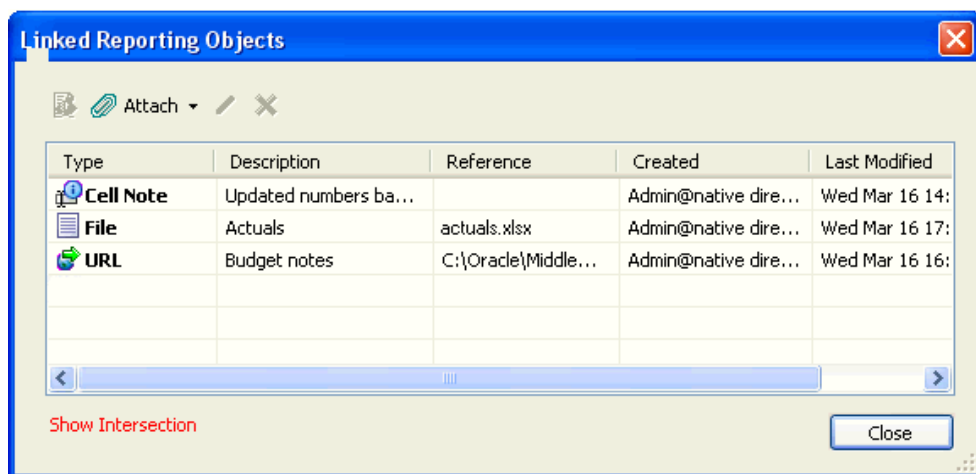 Linked Reporting Objects
Attach
Type Description Reference Created Last Modified
Cell Note Updated numbers ba... Admin@native dire... Wed Mar 16 14:
File Actuals actuals.xlsx Admin@native dire... Wed Mar 16 17:
URL Budget notes C:\Oracle\Middle... Admin@native dire... Wed Mar 16 16:
Show Intersection
Close